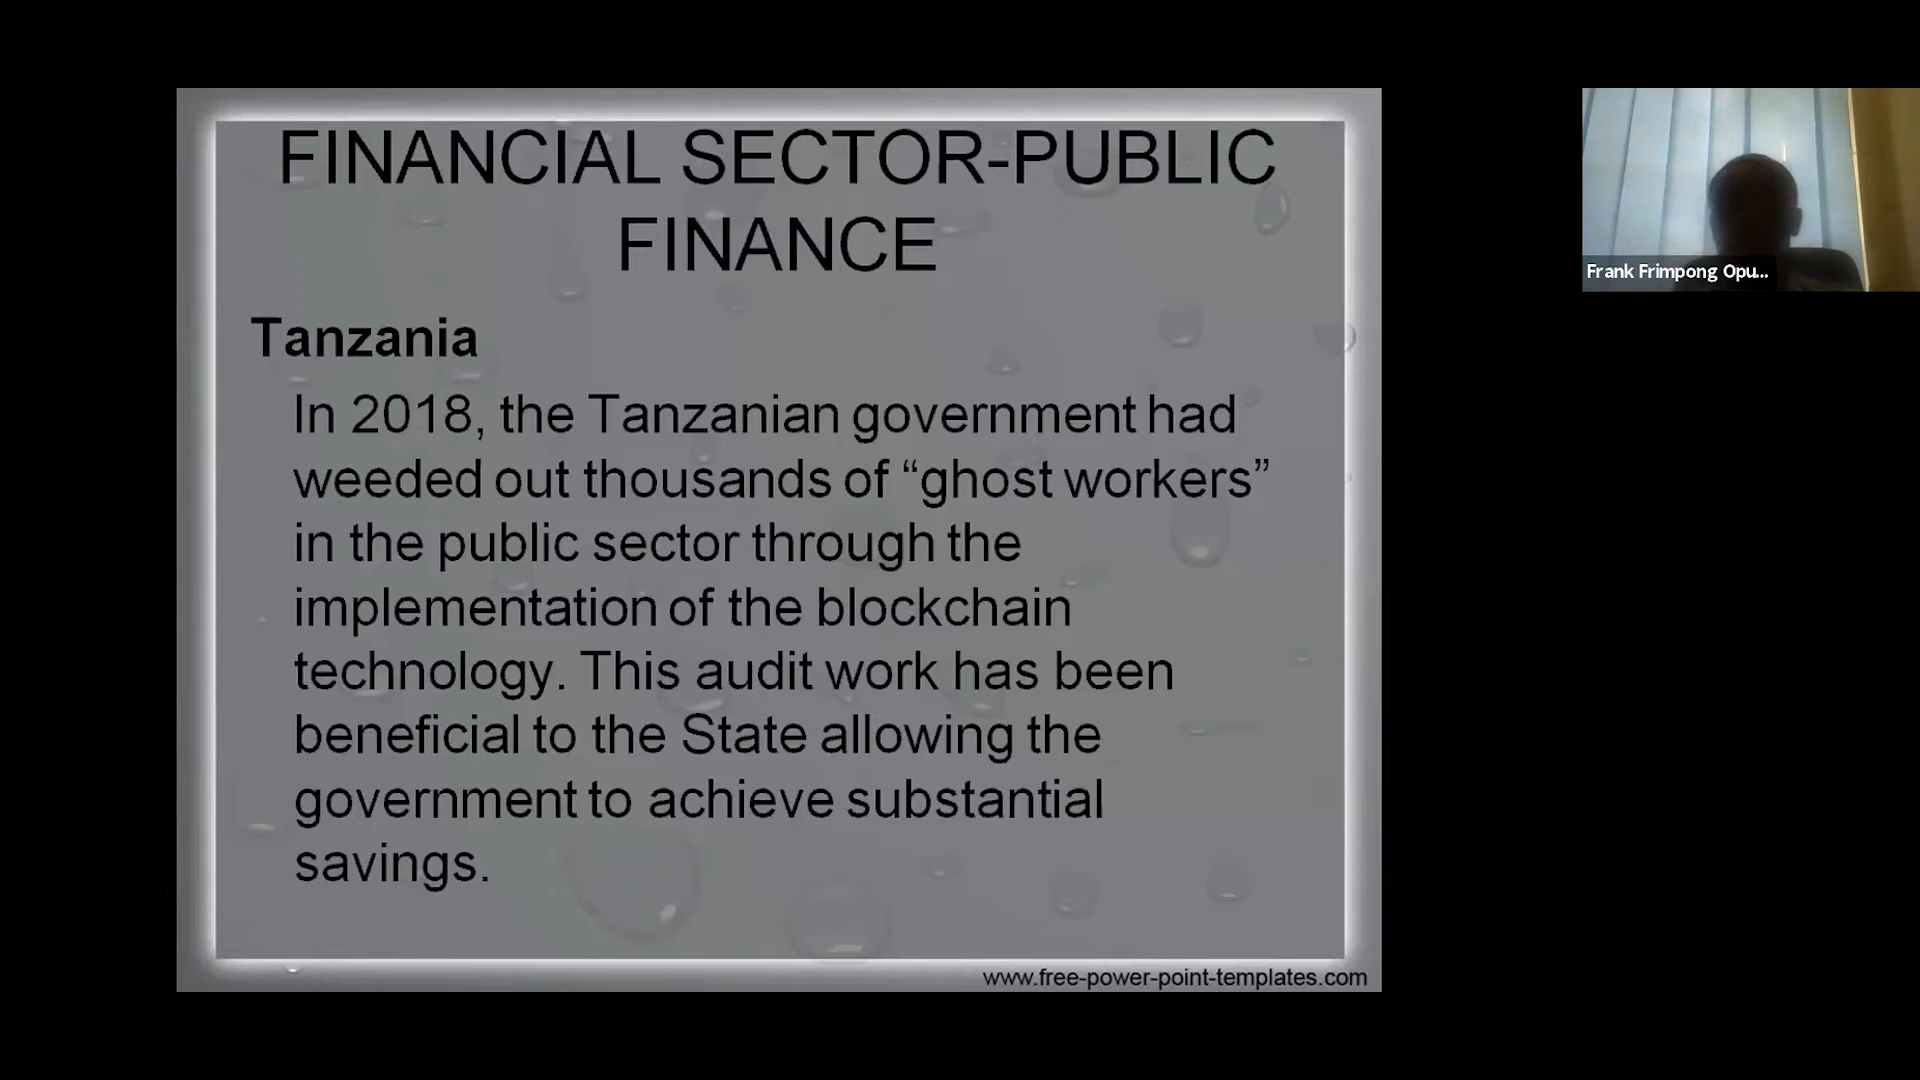 FINANCIAL SECTOR-PUBLIC
FINANCE
Tanzania
In 2018, the Tanzanian government had
weeded out thousands of “ghost workers”
in the public sector through the
implementation of the blockchain
technology. This audit work has been
beneficial to the State allowing the
government to achieve substantial
savings.
www.free-power-point-templates.com
Frank Frimpong Opu...